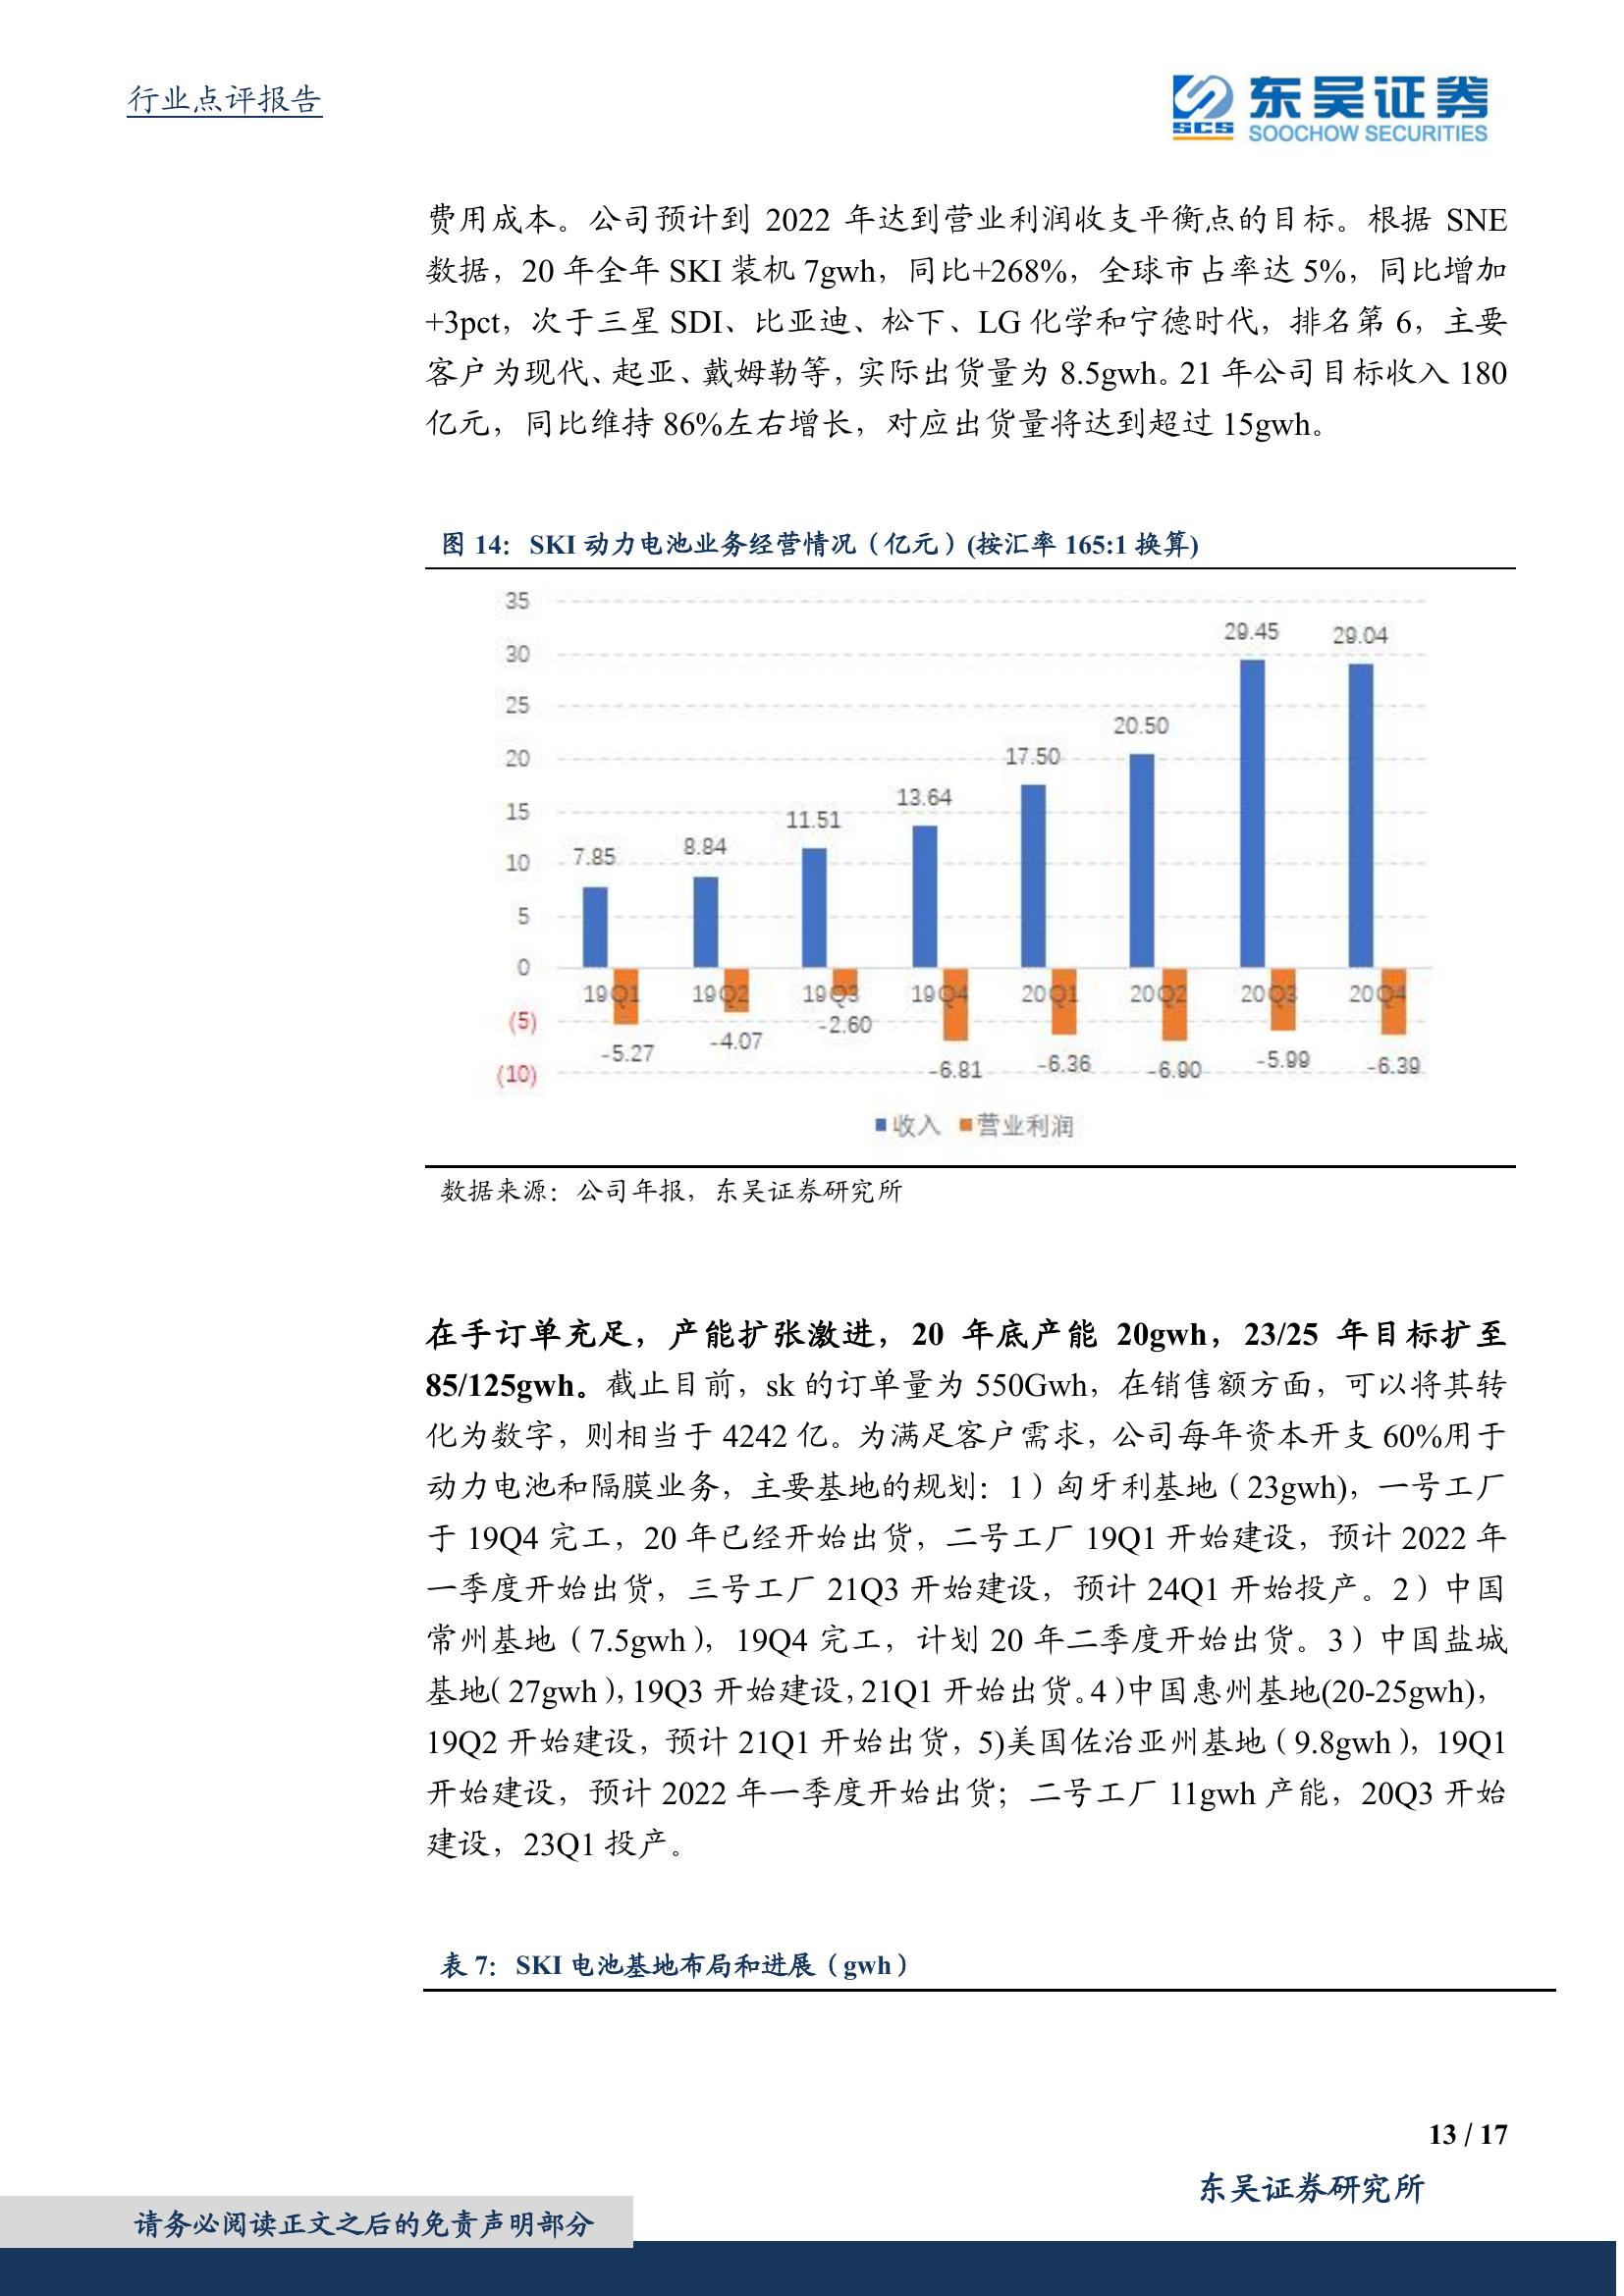 行业点评报告
SCS 东吴证券
SOOCHOW SECURITIES
费用成本。公司预计到 2022 年达到营业利润收支平衡点的目标。根据 SNE
数据，20 年全年 SKI 装机 7gwh，同比+268%，全球市占率达 5%，同比增加
+3pct，次于三星 SDI、比亚迪、松下、LG 化学和宁德时代，排名第 6，主要
客户为现代、起亚、戴姆勒等，实际出货量为 8.5gwh。21 年公司目标收入 180
亿元，同比维持 86%左右增长，对应出货量将达到超过 15gwh。
图 14：SKI 动力电池业务经营情况（亿元）(按汇率 165:1 换算)
35
30
25
20
15
10
5
0
(5)
(10)
7.85
8.84
11.51
13.64
17.50
20.50
29.45
29.04
19Q1 19Q2 19Q3 19Q4 20Q1 20Q2 20Q3 20Q4
-5.27
-4.07
-2.60
-6.81
-6.36
-6.90
-5.99
-6.39
收入 营业利润
数据来源：公司年报，东吴证券研究所
在手订单充足，产能扩张激进，20 年底产能 20gwh，23/25 年目标扩至
85/125gwh。截止目前，sk 的订单量为 550Gwh，在销售额方面，可以将其转
化为数字，则相当于 4242 亿。为满足客户需求，公司每年资本开支 60%用于
动力电池和隔膜业务，主要基地的规划：1）匈牙利基地（23gwh)，一号工厂
于 19Q4 完工，20 年已经开始出货，二号工厂 19Q1 开始建设，预计 2022 年
一季度开始出货，三号工厂 21Q3 开始建设，预计 24Q1 开始投产。2）中国
常州基地（7.5gwh），19Q4 完工，计划 20 年二季度开始出货。3）中国盐城
基地（27gwh），19Q3 开始建设，21Q1 开始出货。4）中国惠州基地(20-25gwh)，
19Q2 开始建设，预计 21Q1 开始出货，5)美国佐治亚州基地（9.8gwh），19Q1
开始建设，预计 2022 年一季度开始出货；二号工厂 11gwh 产能，20Q3 开始
建设，23Q1 投产。
表 7：SKI 电池基地布局和进展（gwh）
13 / 17
东吴证券研究所
请务必阅读正文之后的免责声明部分